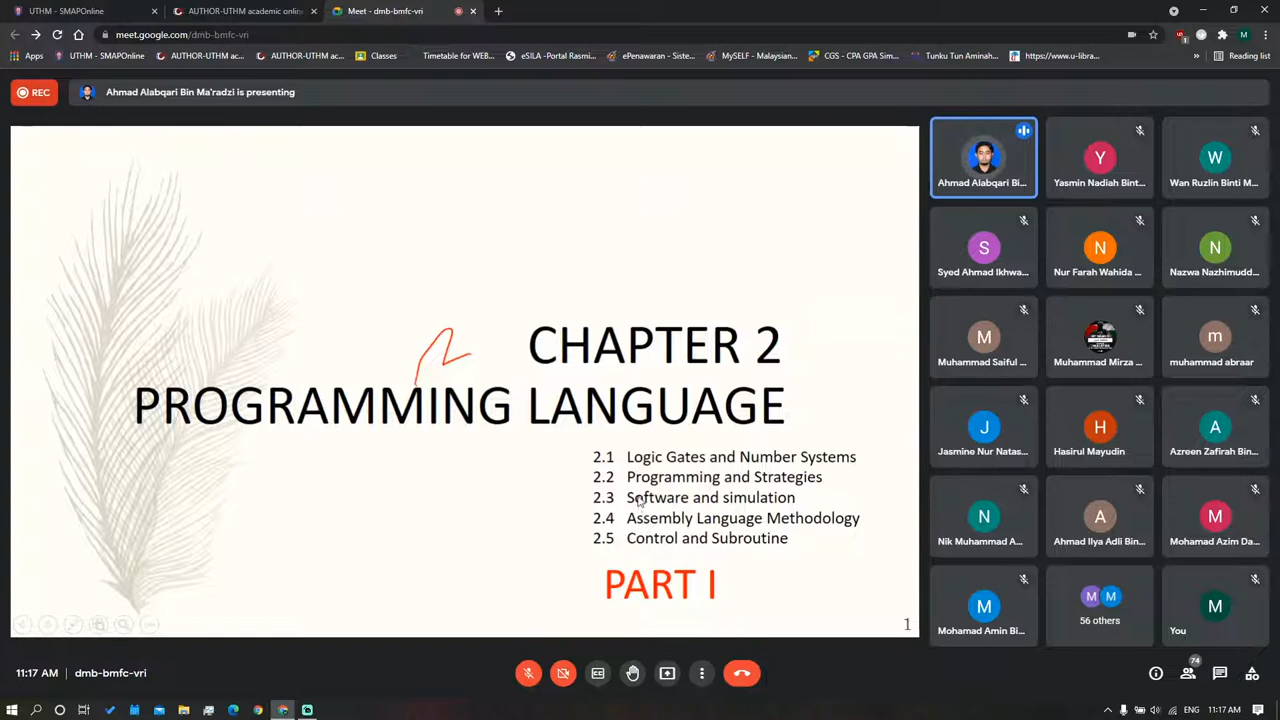 UTHM - SMAPOnline
AUTHOR-UTHM academic onlin
Meet - dmb-bmfc-vri
meet.google.com/dmb-bmfc-vri
Apps
UTHM - SMAPOnline
AUTHOR-UTHM ac...
AUTHOR-UTHM ac...
Classes
Timetable for WEB...
eSILA -Portal Rasmi...
ePenawaran - Siste...
MySELF - Malaysian...
CGS - CPA GPA Sim...
Tunku Tun Aminah...
https://www.u-libra...
»
Reading list
REC
Ahmad Alabqari Bin Ma'radzi is presenting
CHAPTER 2
PROGRAMMING LANGUAGE
2.1 Logic Gates and Number Systems
2.2 Programming and Strategies
2.3 Software and simulation
2.4 Assembly Language Methodology
2.5 Control and Subroutine
PART I
1
Ahmad Alabqari Bi...
Y
Yasmin Nadiah Bint...
W
Wan Ruzlin Binti M...
S
Syed Ahmad Ikhwa...
N
Nur Farah Wahida ...
N
Nazwa Nazhimudd...
M
Muhammad Saiful ...
Muhammad Mirza ...
m
muhammad abraar
J
Jasmine Nur Natas...
H
Hasirul Mayudin
A
Azreen Zafirah Bin...
N
Nik Muhammad A...
A
Ahmad Ilya Adli Bin...
M
Mohamad Azim Da...
M
Mohamad Amin Bi...
M M
56 others
M
You
11:17 AM | dmb-bmfc-vri
74
ENG 11:17 AM